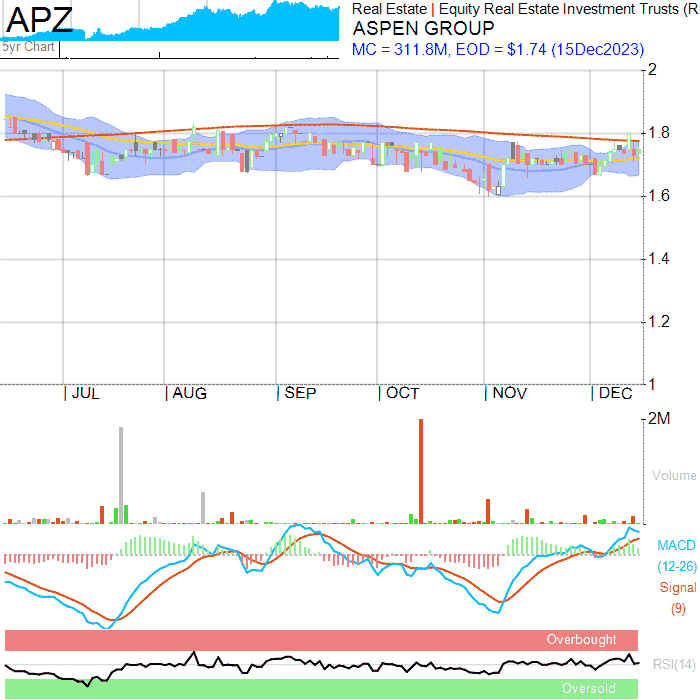 APZ
5yr Chart
Real Estate | Equity Real Estate Investment Trusts (R
ASPEN GROUP
MC = 311.8M, EOD = $1.74 (15Dec2023)
2
1.8
1.6
1.4
1.2
1
JUL AUG SEP OCT NOV DEC
2M
Volume
MACD
(12-26)
Signal
(9)
Overbought
RSI(14)
Oversold